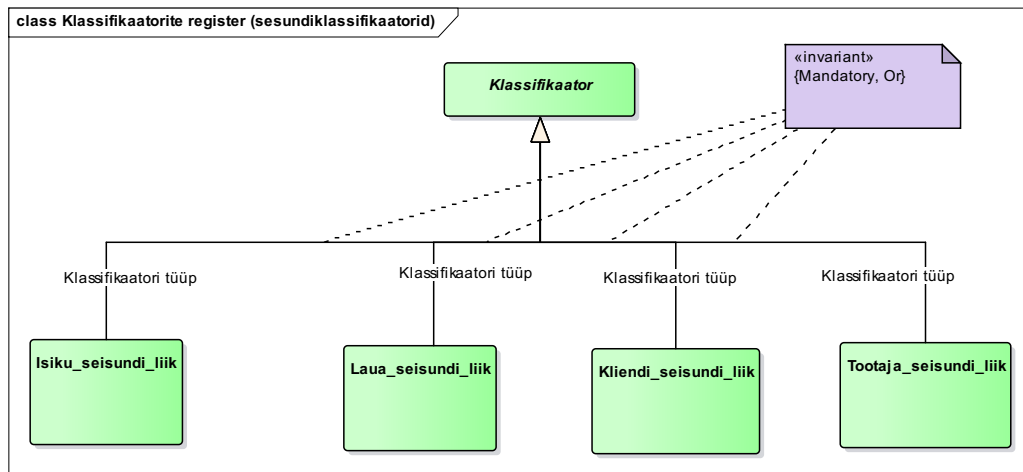 class Klassifikaatorite register (sesundiklassifikaatorid)
«invariant»
{Mandatory, Or}
Klassifikaator
Klassifikaatori tüüp
Klassifikaatori tüüp
Klassifikaatori tüüp
Klassifikaatori tüüp
Isiku_seisundi_liik
Laua_seisundi_liik
Kliendi_seisundi_liik
Tootaja_seisundi_liik